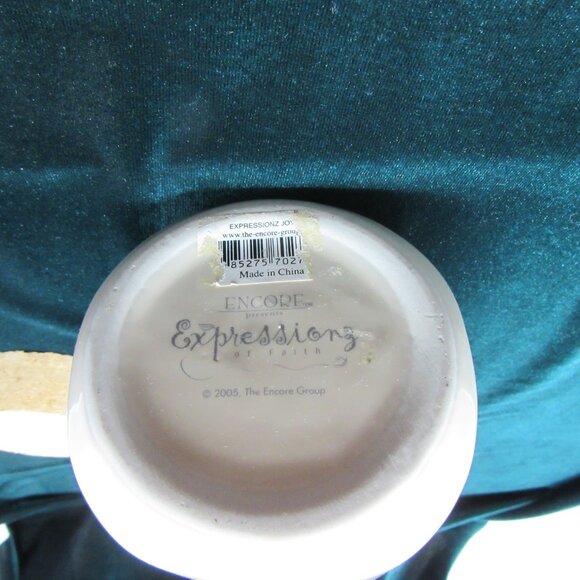 EXPRESSIONZ JOY
www.the-encore-group
85275 7027
Made in China
ENCORE
presents
Expressionz
of Faith
© 2005, The Encore Group